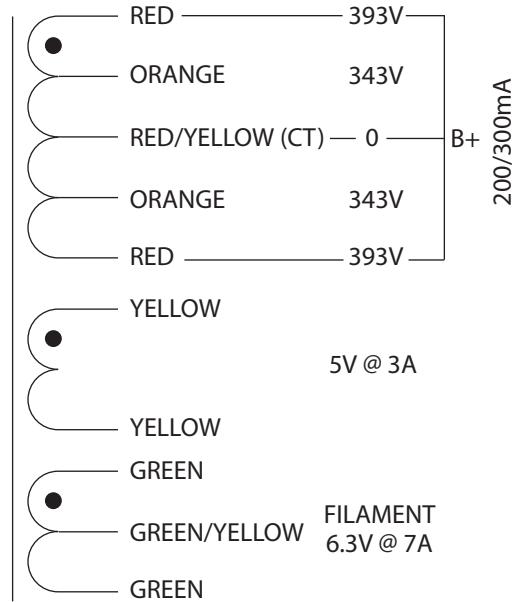 RED 393V
ORANGE 343V
RED/YELLOW (CT) 0 B+
200/300mA
ORANGE 343V
RED 393V
YELLOW
5V @ 3A
YELLOW
GREEN
GREEN/YELLOW
FILAMENT
6.3V @ 7A
GREEN